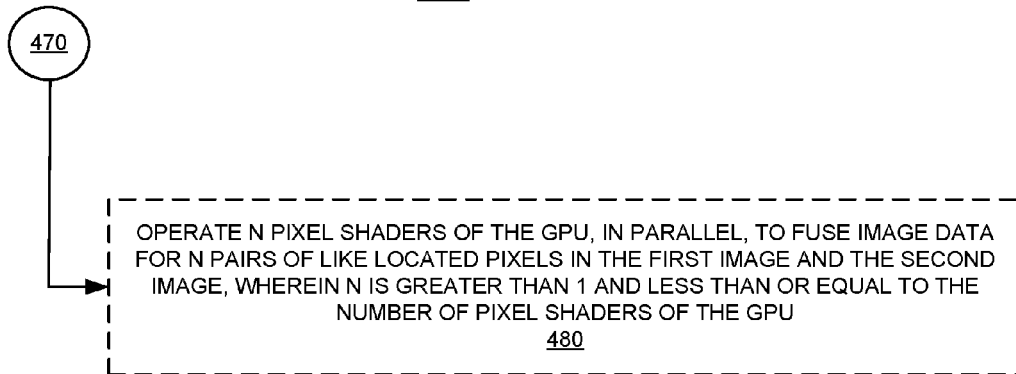 470
OPERATE N PIXEL SHADERS OF THE GPU, IN PARALLEL, TO FUSE IMAGE DATA
FOR N PAIRS OF LIKE LOCATED PIXELS IN THE FIRST IMAGE AND THE SECOND
IMAGE, WHEREIN N IS GREATER THAN 1 AND LESS THAN OR EQUAL TO THE
NUMBER OF PIXEL SHADERS OF THE GPU
480